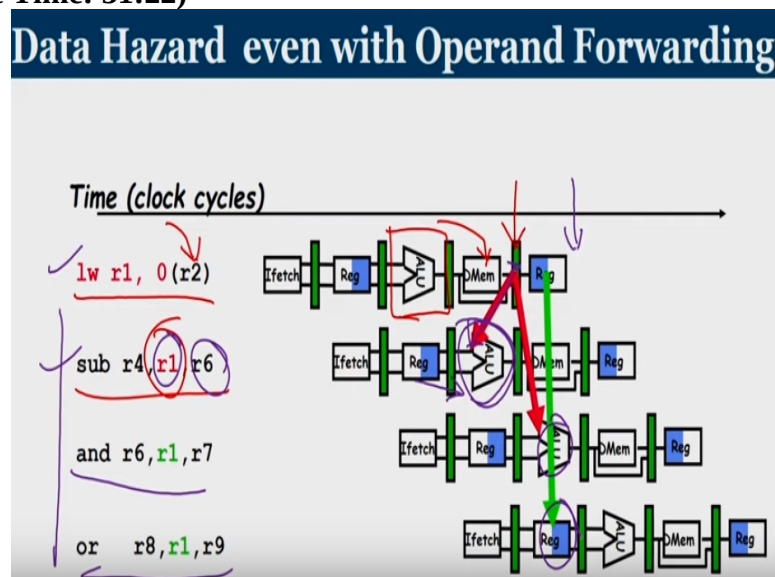 Time: 31:22)
Data Hazard even with Operand Forwarding
Time (clock cycles)
lw r1, 0(r2)
Ifetch Reg ALU DMem Reg
sub r4,r1,r6
Ifetch Reg ALU DMem Reg
and r6,r1,r7
Ifetch Reg ALU DMem Reg
or r8,r1,r9
Ifetch Reg ALU DMem Reg